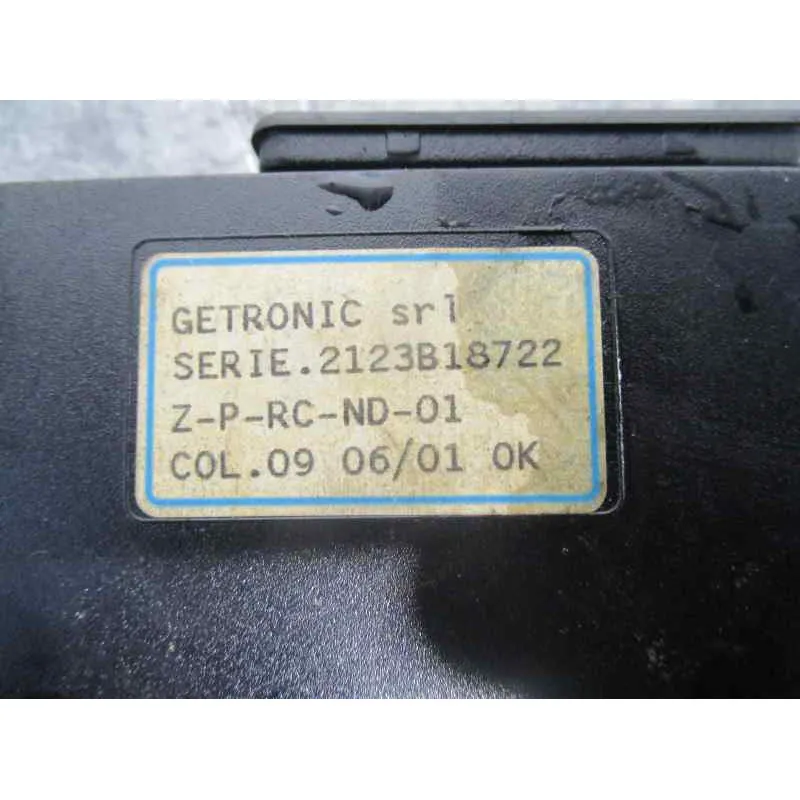 GETRONIC srl
SERIE.2123B18722
Z-P-RC-ND-01
COL.09 06/01 OK